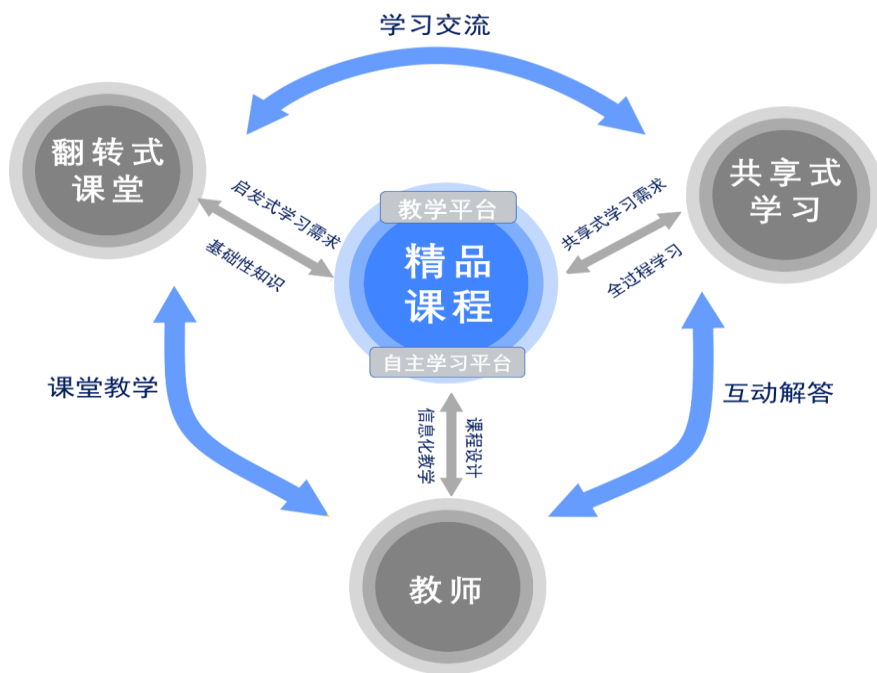 学习交流
翻转式
课堂
共享式
学习
启发式学习需求
基础性知识
教学平台
精品
课程
自主学习平台
共享式学习需求
全过程学习
课堂教学
互动解答
信息化教学
课程设计
教师